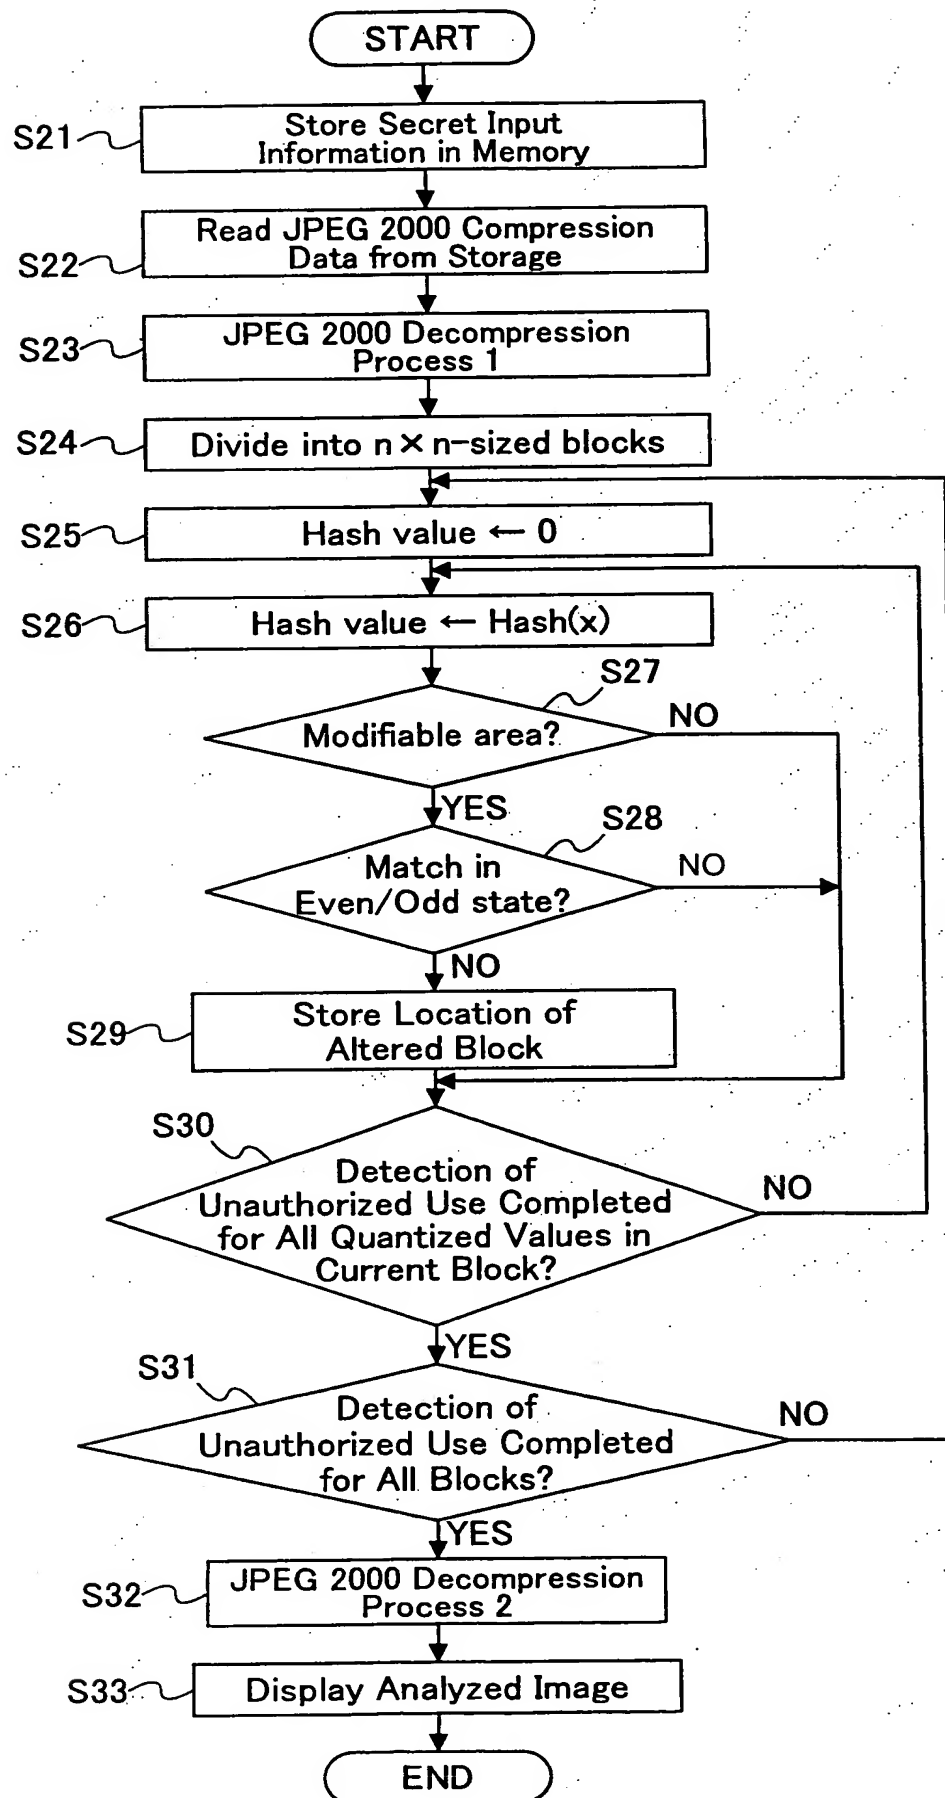 START
S21
Store Secret Input
Information in Memory
S22
Read JPEG 2000 Compression
Data from Storage
S23
JPEG 2000 Decompression
Process 1
S24
Divide into n × n-sized blocks
S25
Hash value ← 0
S26
Hash value ← Hash(x)
S27
Modifiable area?
NO
YES
S28
Match in
Even/Odd state?
NO
NO
S29
Store Location of
Altered Block
S30
Detection of
Unauthorized Use Completed
for All Quantized Values in
Current Block?
NO
YES
S31
Detection of
Unauthorized Use Completed
for All Blocks?
NO
YES
S32
JPEG 2000 Decompression
Process 2
S33
Display Analyzed Image
END